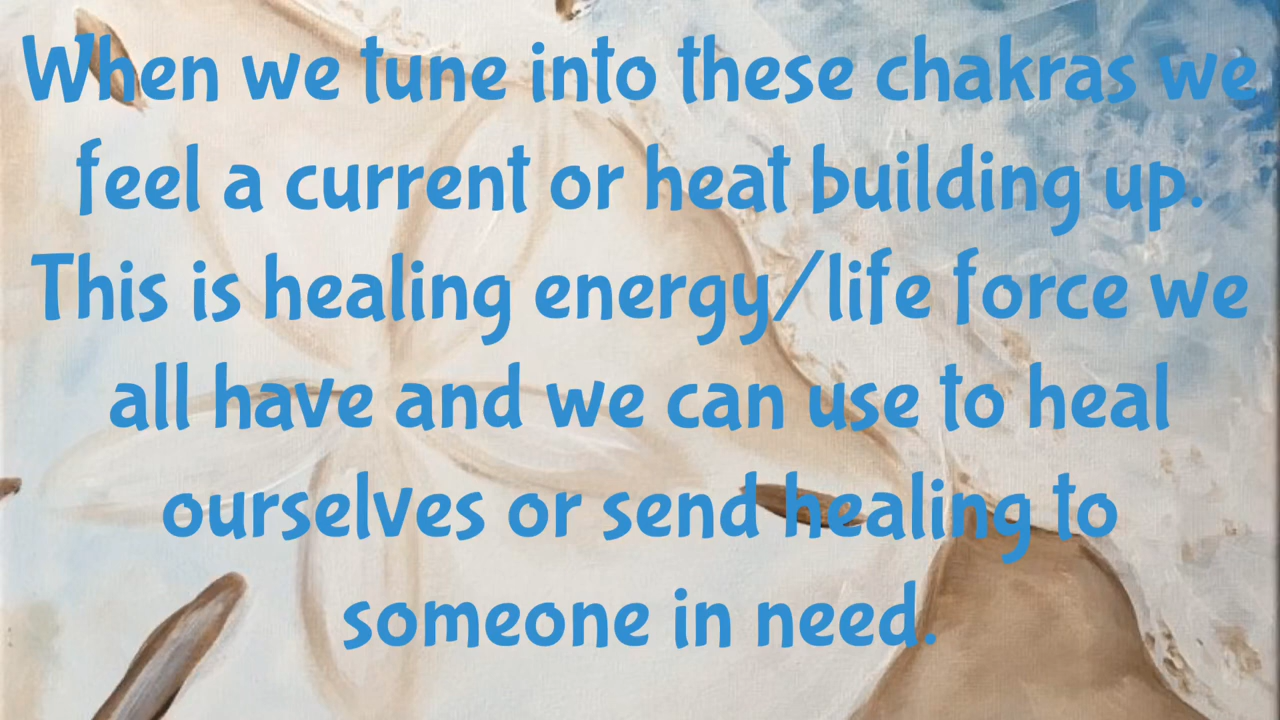 When we tune into these chakras we
feel a current or heat building up.
This is healing energy/life force we
all have and we can use to heal
ourselves or send healing to
someone in need.